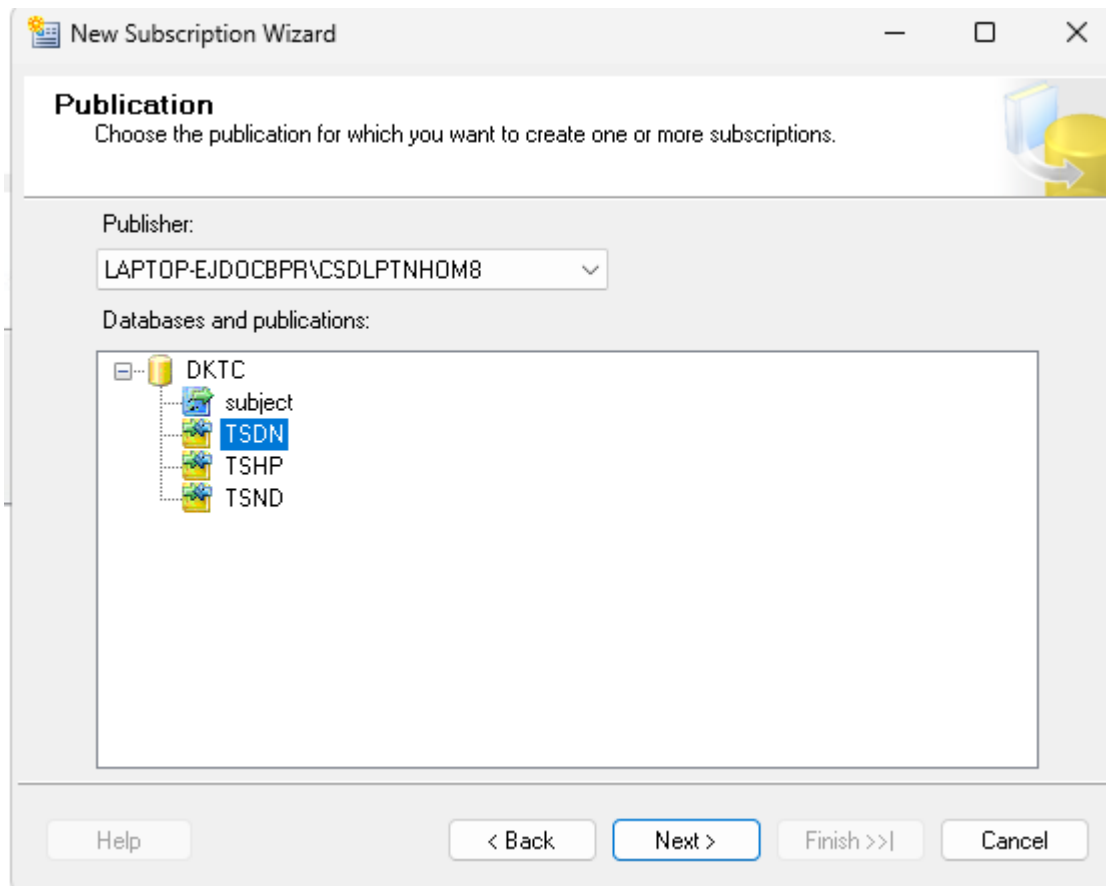 New Subscription Wizard
Publication
Choose the publication for which you want to create one or more subscriptions.
Publisher:
LAPTOP-EJDOCBPR\CSDLPTNHOM8
Databases and publications:
DKTC
subject
TSDN
TSHP
TSND
Help
< Back
Next >
Finish >>|
Cancel